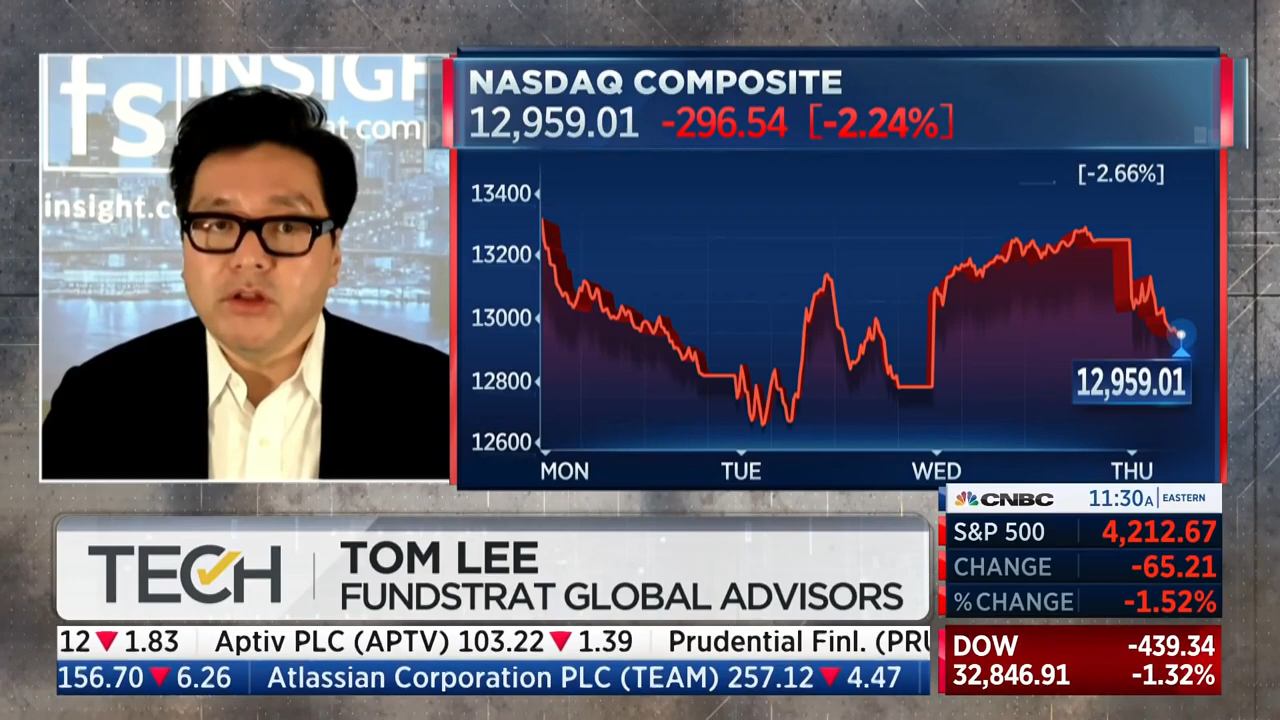 fs INSIGH
ht com
insight.c
NASDAQ COMPOSITE
12,959.01 -296.54 [-2.24%]
[-2.66%]
13400
13200
13000
12800
12600
12,959.01
MON TUE WED THU
CNBC 11:30A EASTERN
S&P 500 4,212.67
CHANGE -65.21
% CHANGE -1.52%
DOW -439.34
32,846.91 -1.32%
TECH
TOM LEE
FUNDSTRAT GLOBAL ADVISORS
12 ▼ 1.83 Aptiv PLC (APTV) 103.22 ▼ 1.39 Prudential Finl. (PRU
156.70 ▼ 6.26 Atlassian Corporation PLC (TEAM) 257.12 ▼ 4.47